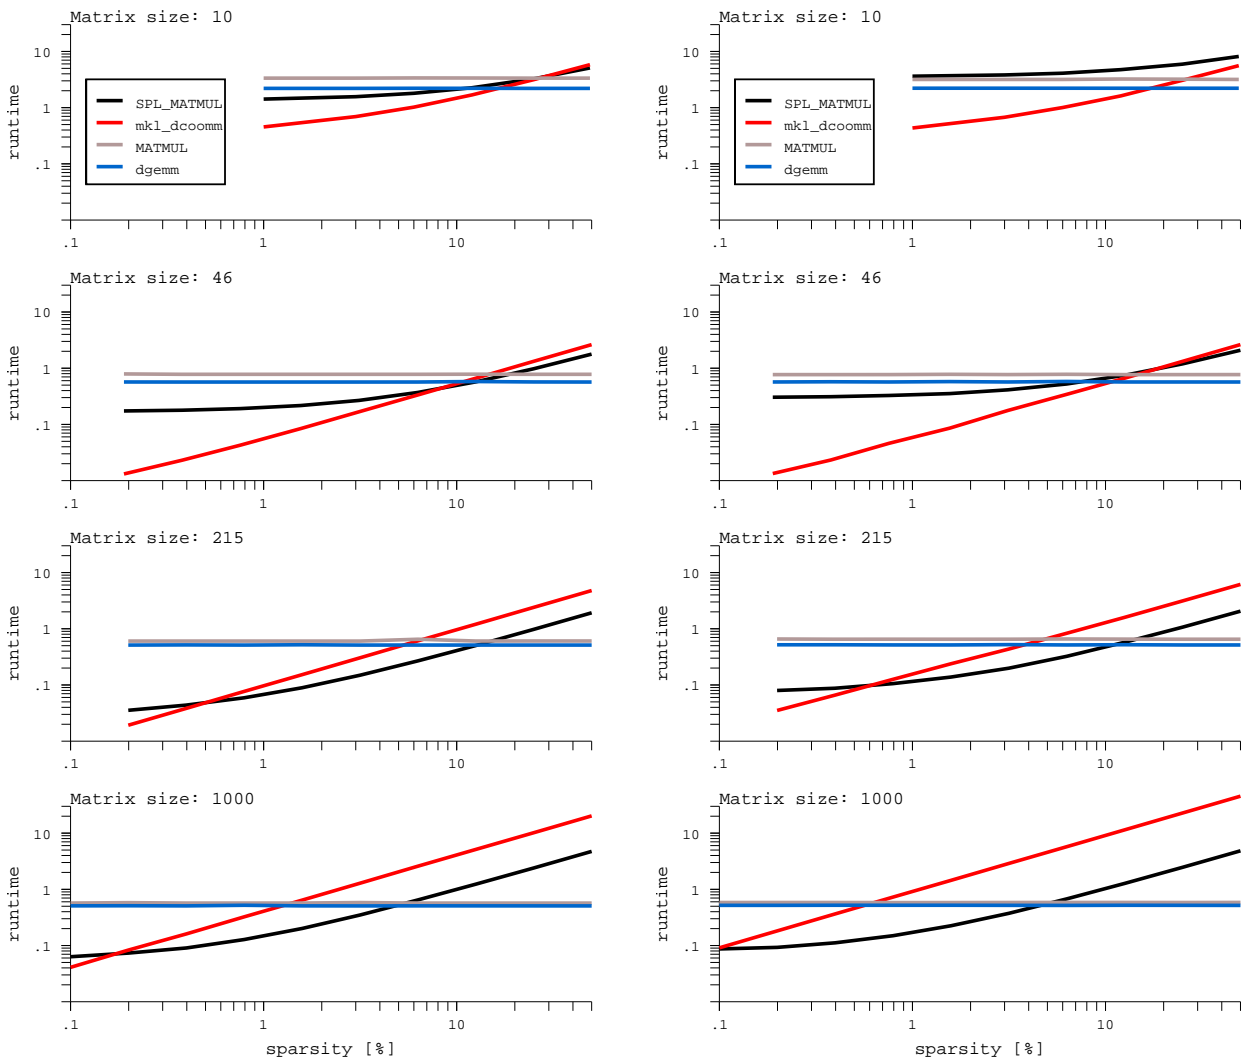 Matrix size: 10
10
1
.1
runtime
SPL_MATMUL
mkl_dcoomm
MATMUL
dgemm
.1
1
10
Matrix size: 10
10
1
.1
runtime
SPL_MATMUL
mkl_dcoomm
MATMUL
dgemm
.1
1
10
Matrix size: 46
10
1
.1
runtime
.1
1
10
Matrix size: 46
10
1
.1
runtime
.1
1
10
Matrix size: 215
10
1
.1
runtime
.1
1
10
Matrix size: 215
10
1
.1
runtime
.1
1
10
Matrix size: 1000
10
1
.1
runtime
.1
1
10
sparsity [%]
Matrix size: 1000
10
1
.1
runtime
.1
1
10
sparsity [%]